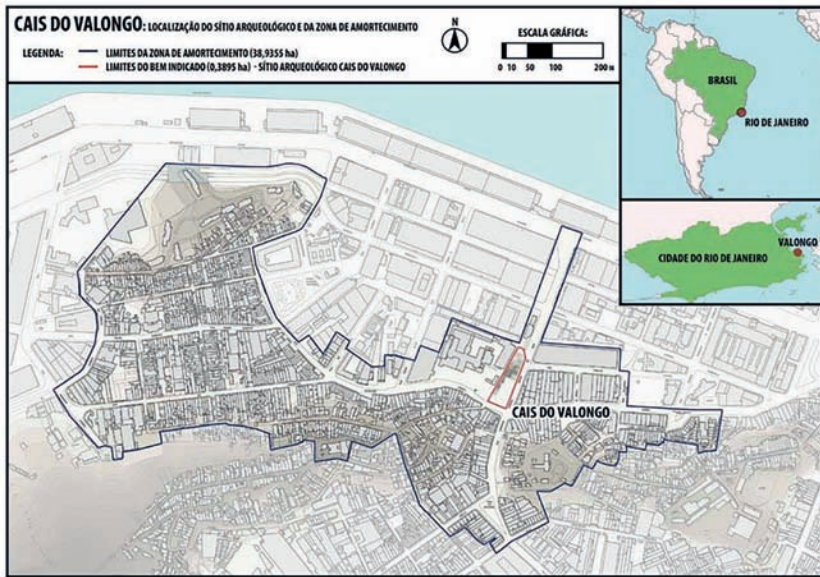 CAIS DO VALONGO: LOCALIZAÇÃO DO SÍTIO ARQUEOLÓGICO E DA ZONA DE AMORTECIMENTO
LEGENDA:
LIMITES DA ZONA DE AMORTECIMENTO (38,9355 ha)
LIMITES DO BEM INDICADO (0,3895 ha) - SÍTIO ARQUEOLÓGICO CAIS DO VALONGO
N
ESCALA GRÁFICA:
0 10 50 100 200 m
BRASIL
RIO DE JANEIRO
VALONGO
CIDADE DO RIO DE JANEIRO
CAIS DO VALONGO